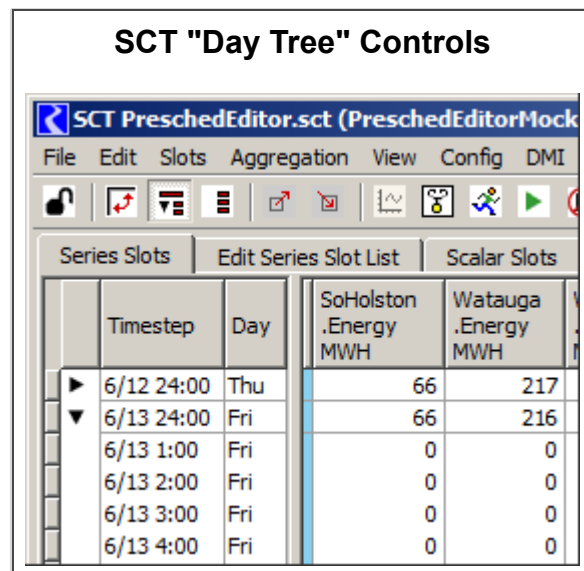 SCT "Day Tree" Controls
SCT PreschedEditor.sct (PreschedEditorMock
File Edit Slots Aggregation View Config DMI
Series Slots Edit Series Slot List Scalar Slots
Timestep Day SoHolston .Energy MWH Watauga .Energy MWH
6/12 24:00 Thu 66 217
6/13 24:00 Fri 66 216
6/13 1:00 Fri 0 0
6/13 2:00 Fri 0 0
6/13 3:00 Fri 0 0
6/13 4:00 Fri 0 0